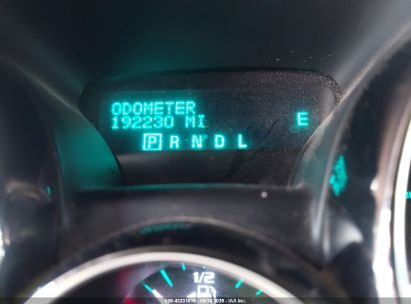 ODOMETER
192230 MI E
P R N D L
1/2